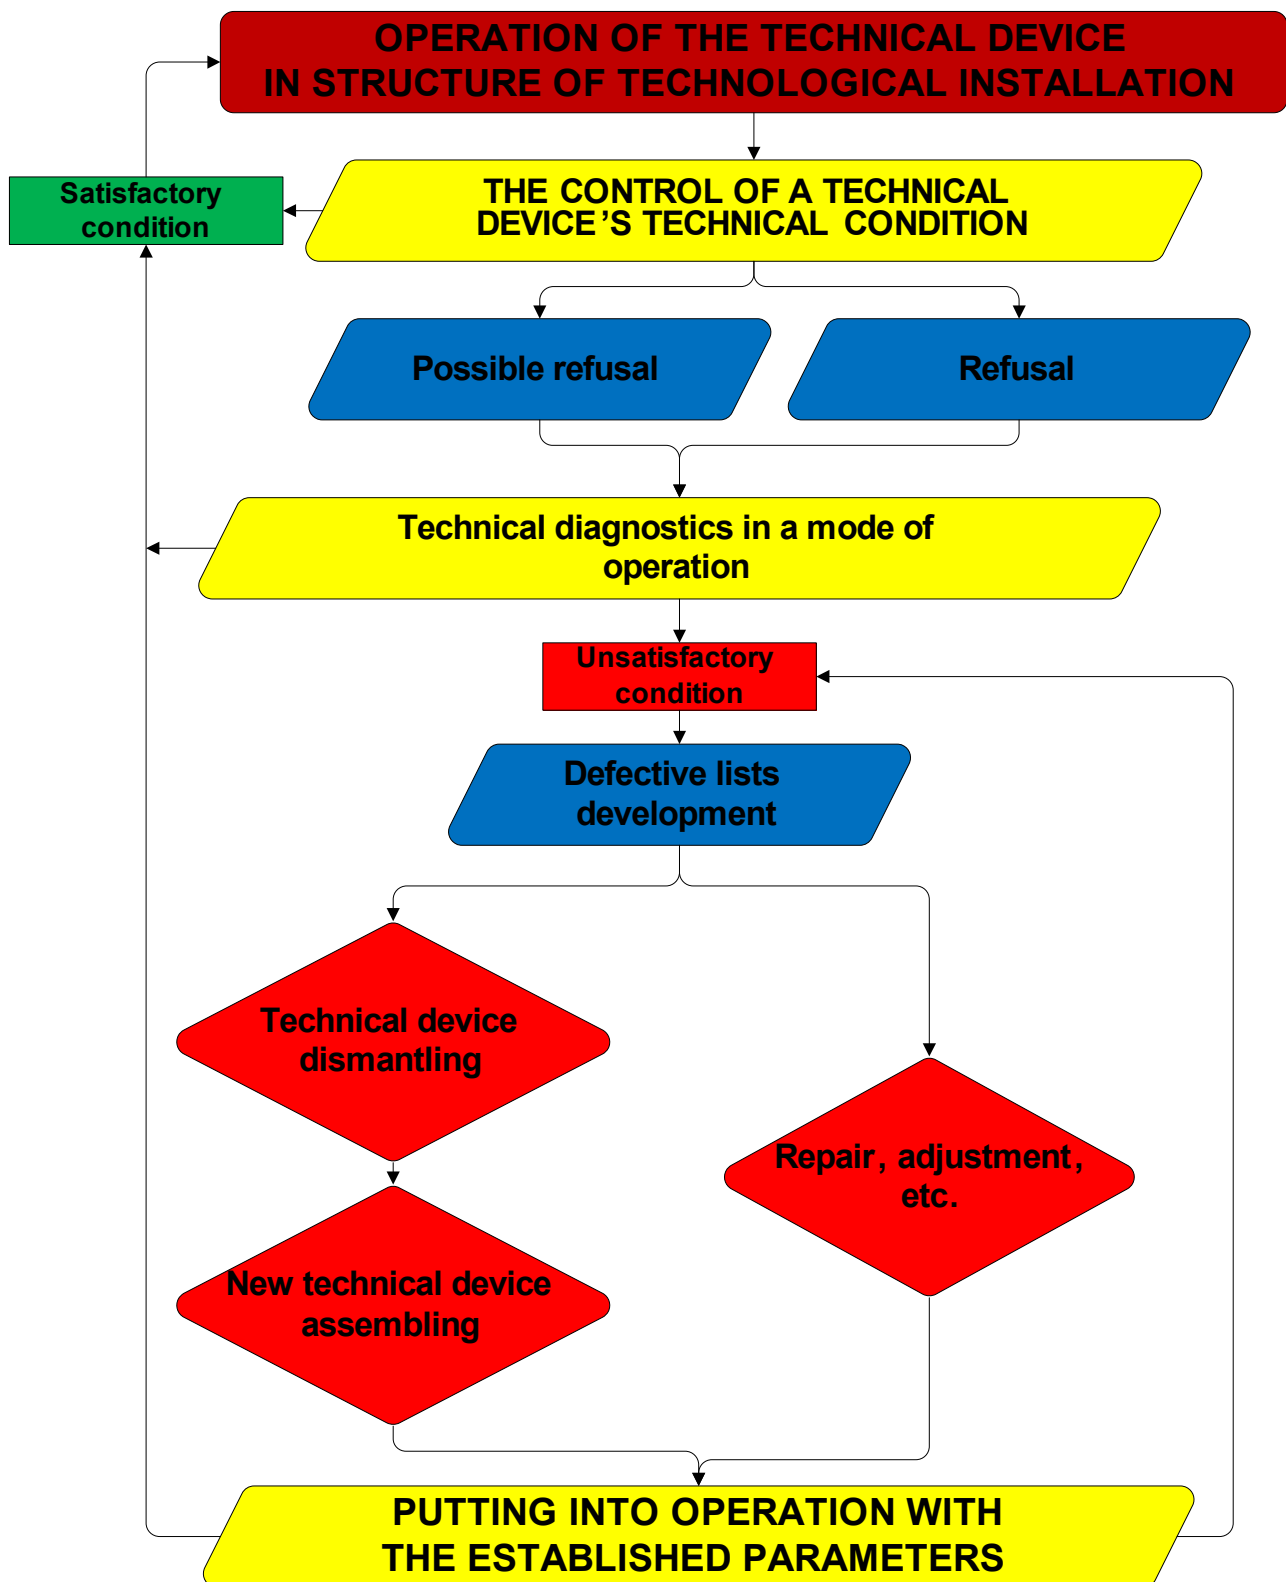 OPERATION OF THE TECHNICAL DEVICE
IN STRUCTURE OF TECHNOLOGICAL INSTALLATION
Satisfactory
condition
THE CONTROL OF A TECHNICAL
DEVICE'S TECHNICAL CONDITION
Possible refusal
Refusal
Technical diagnostics in a mode of
operation
Unsatisfactory
condition
Defective lists
development
Technical device
dismantling
Repair, adjustment,
etc.
New technical device
assembling
PUTTING INTO OPERATION WITH
THE ESTABLISHED PARAMETERS